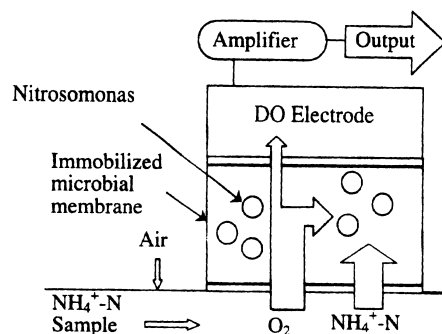 Amplifier
Output
Nitrosomonas
DO Electrode
Immobilized
microbial
membrane
Air
NH₄⁺-N
Sample
O₂
NH₄⁺-N